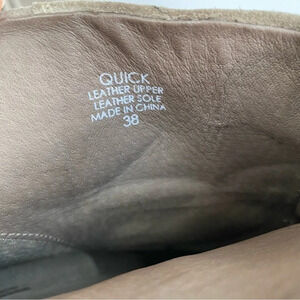 QUICK
LEATHER UPPER
LEATHER SOLE
MADE IN CHINA
38